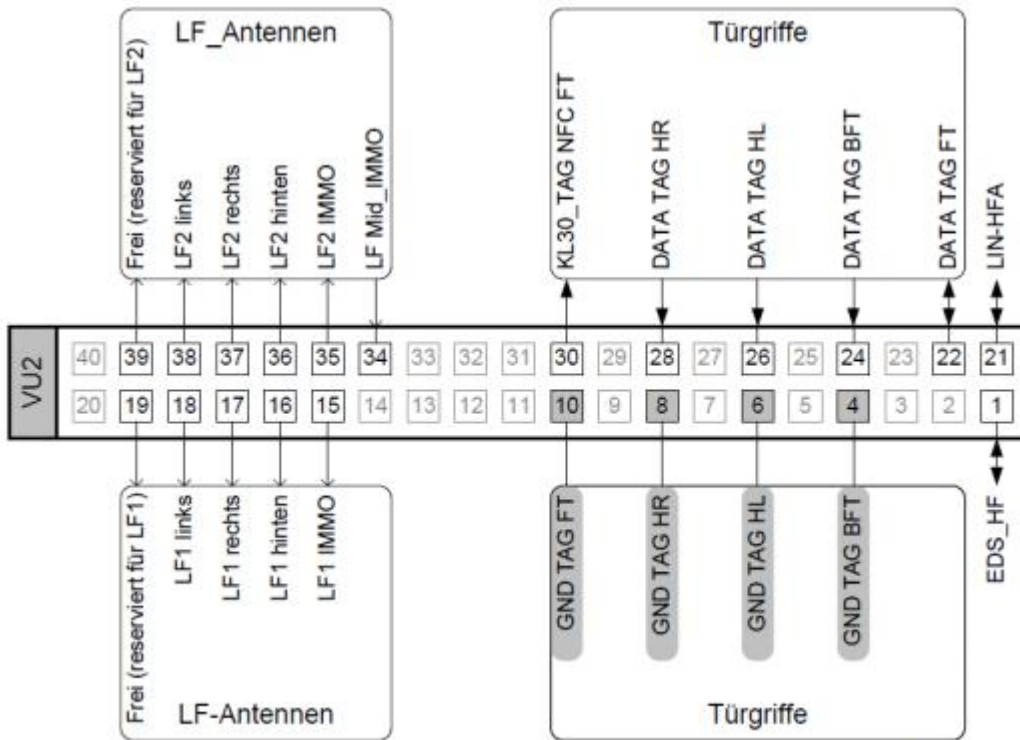 LF_Antennen
Türgriffe
Frei (reserviert für LF2)
LF2 links
LF2 rechts
LF2 hinten
LF2 IMMO
LF Mid_IMMO
KL30_TAG NFC FT
DATA TAG HR
DATA TAG HL
DATA TAG BFT
DATA TAG FT
LIN-HFA
VU2
40 39 38 37 36 35 34 33 32 31 30 29 28 27 26 25 24 23 22 21
20 19 18 17 16 15 14 13 12 11 10 9 8 7 6 5 4 3 2 1
Frei (reserviert für LF1)
LF1 links
LF1 rechts
LF1 hinten
LF1 IMMO
GND TAG FT
GND TAG HR
GND TAG HL
GND TAG BFT
EDS_HF
LF-Antennen
Türgriffe